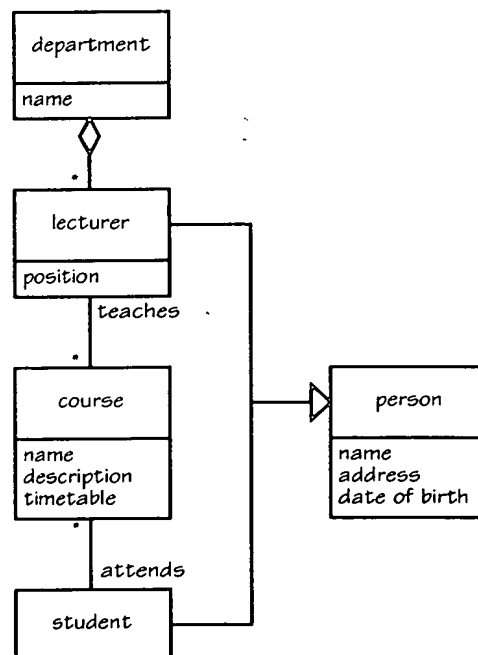 department
name
*
lecturer
position
teaches
*
course
name
description
timetable
*
attends
student
person
name
address
date of birth